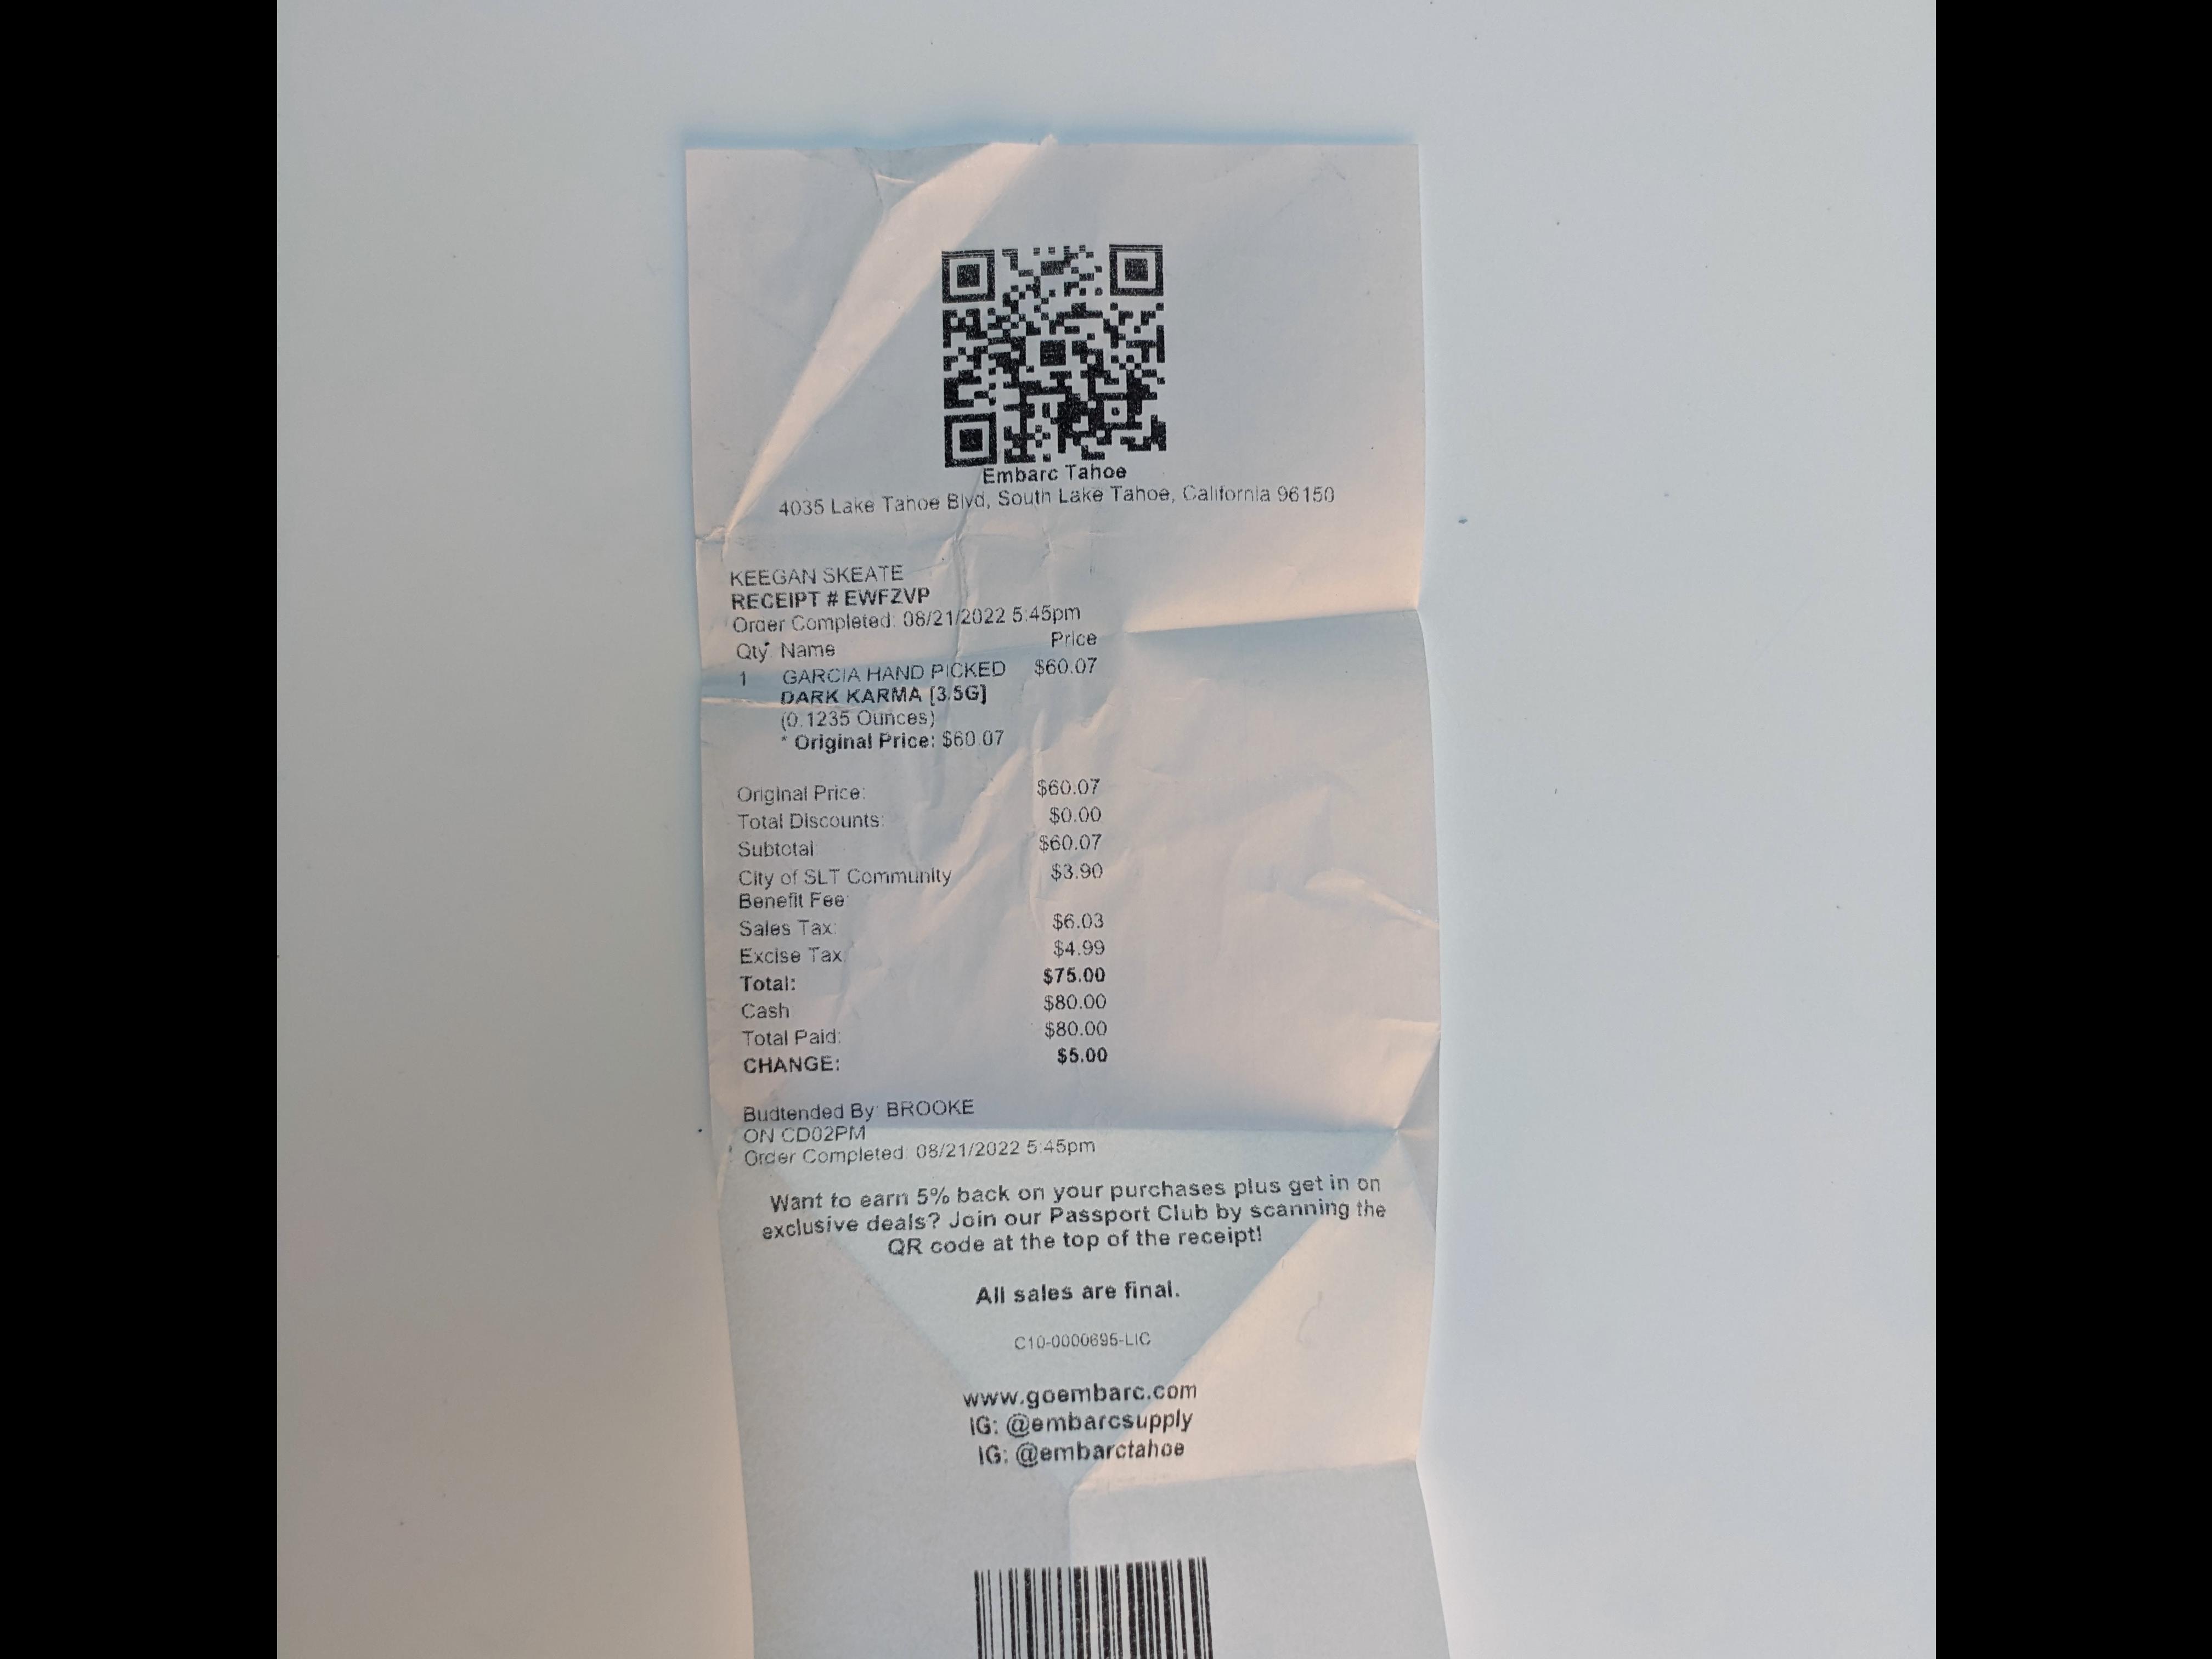 Embarc Tahoe
4035 Lake Tahoe Blvd, South Lake Tahoe, California 96150
KEEGAN SKEATE
RECEIPT # EWFZVP
Order Completed: 08/21/2022 5:45pm
Qty Name Price
1 GARCIA HAND PICKED $60.07
DARK KARMA [3.5G]
(0.1235 Ounces)
* Original Price: $60.07
Original Price: $60.07
Total Discounts: $0.00
Subtotal $60.07
City of SLT Community $3.90
Benefit Fee:
Sales Tax: $6.03
Excise Tax: $4.99
Total: $75.00
Cash $80.00
Total Paid: $80.00
CHANGE: $5.00
Budtended By: BROOKE
ON CD02PM
Order Completed: 08/21/2022 5:45pm
Want to earn 5% back on your purchases plus get in on
exclusive deals? Join our Passport Club by scanning the
QR code at the top of the receipt!
All sales are final.
C10-0000695-LIC
www.goembarc.com
IG: @embarcsupply
IG: @embarctahoe